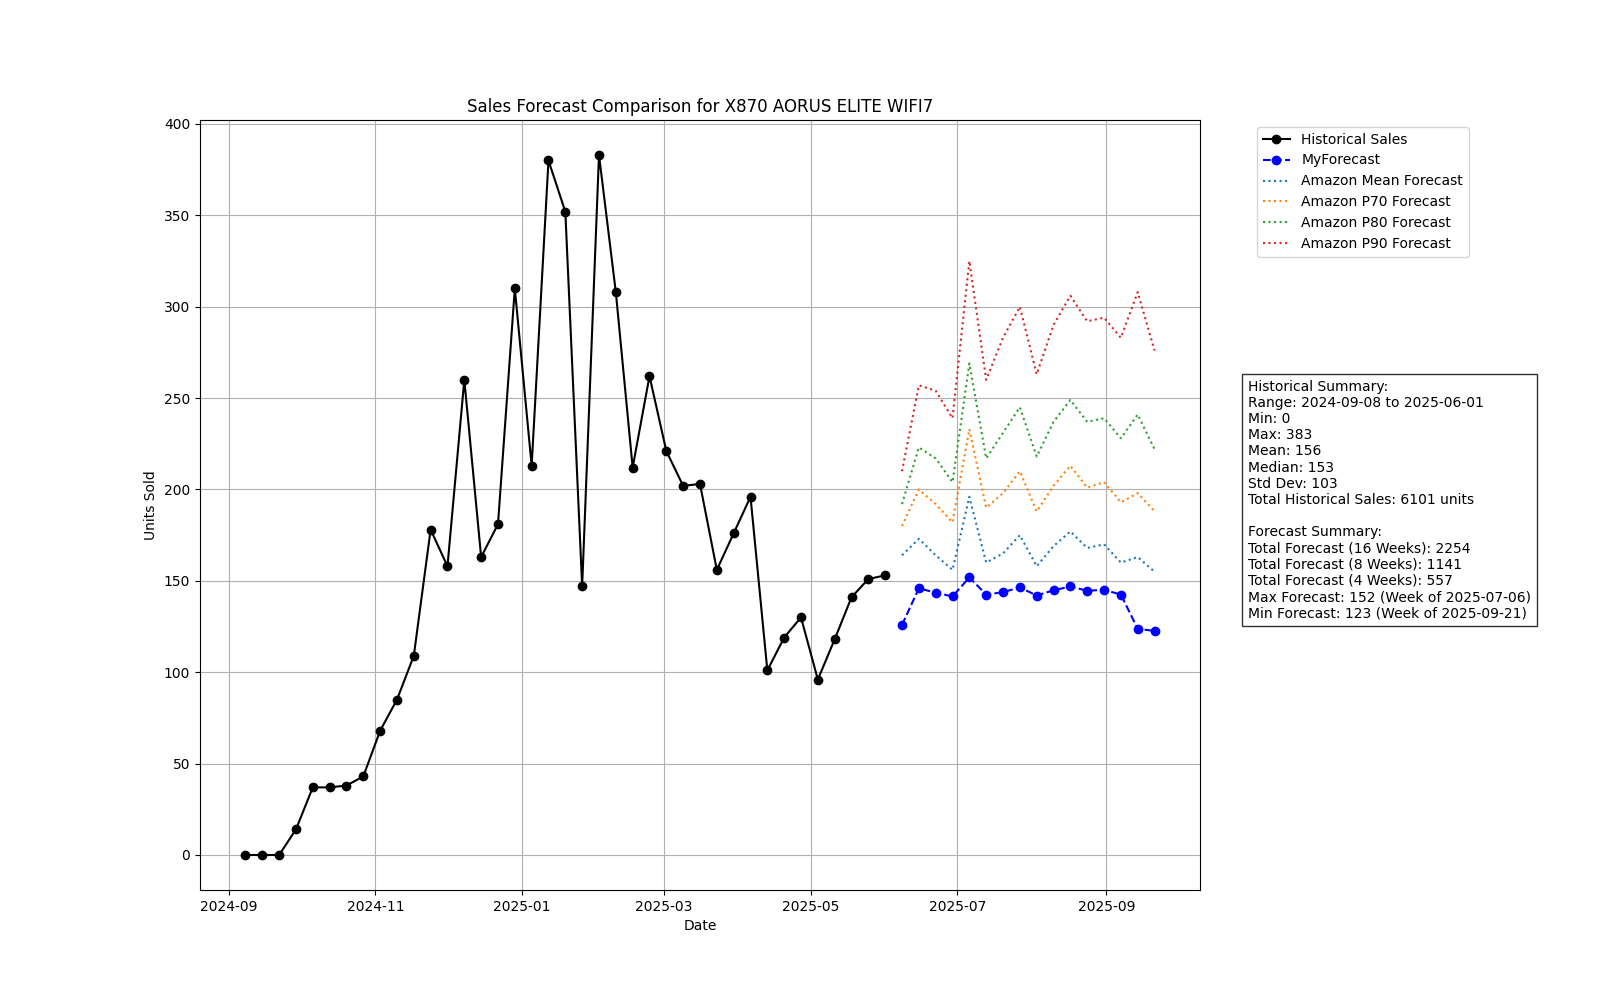 Sales Forecast Comparison for X870 AORUS ELITE WIFI7
400
350
300
250
200
150
100
50
0
Units Sold
2024-09
2024-11
2025-01
2025-03
2025-05
2025-07
2025-09
Date
Historical Sales
MyForecast
Amazon Mean Forecast
Amazon P70 Forecast
Amazon P80 Forecast
Amazon P90 Forecast
Historical Summary:
Range: 2024-09-08 to 2025-06-01
Min: 0
Max: 383
Mean: 156
Median: 153
Std Dev: 103
Total Historical Sales: 6101 units
Forecast Summary:
Total Forecast (16 Weeks): 2254
Total Forecast (8 Weeks): 1141
Total Forecast (4 Weeks): 557
Max Forecast: 152 (Week of 2025-07-06)
Min Forecast: 123 (Week of 2025-09-21)